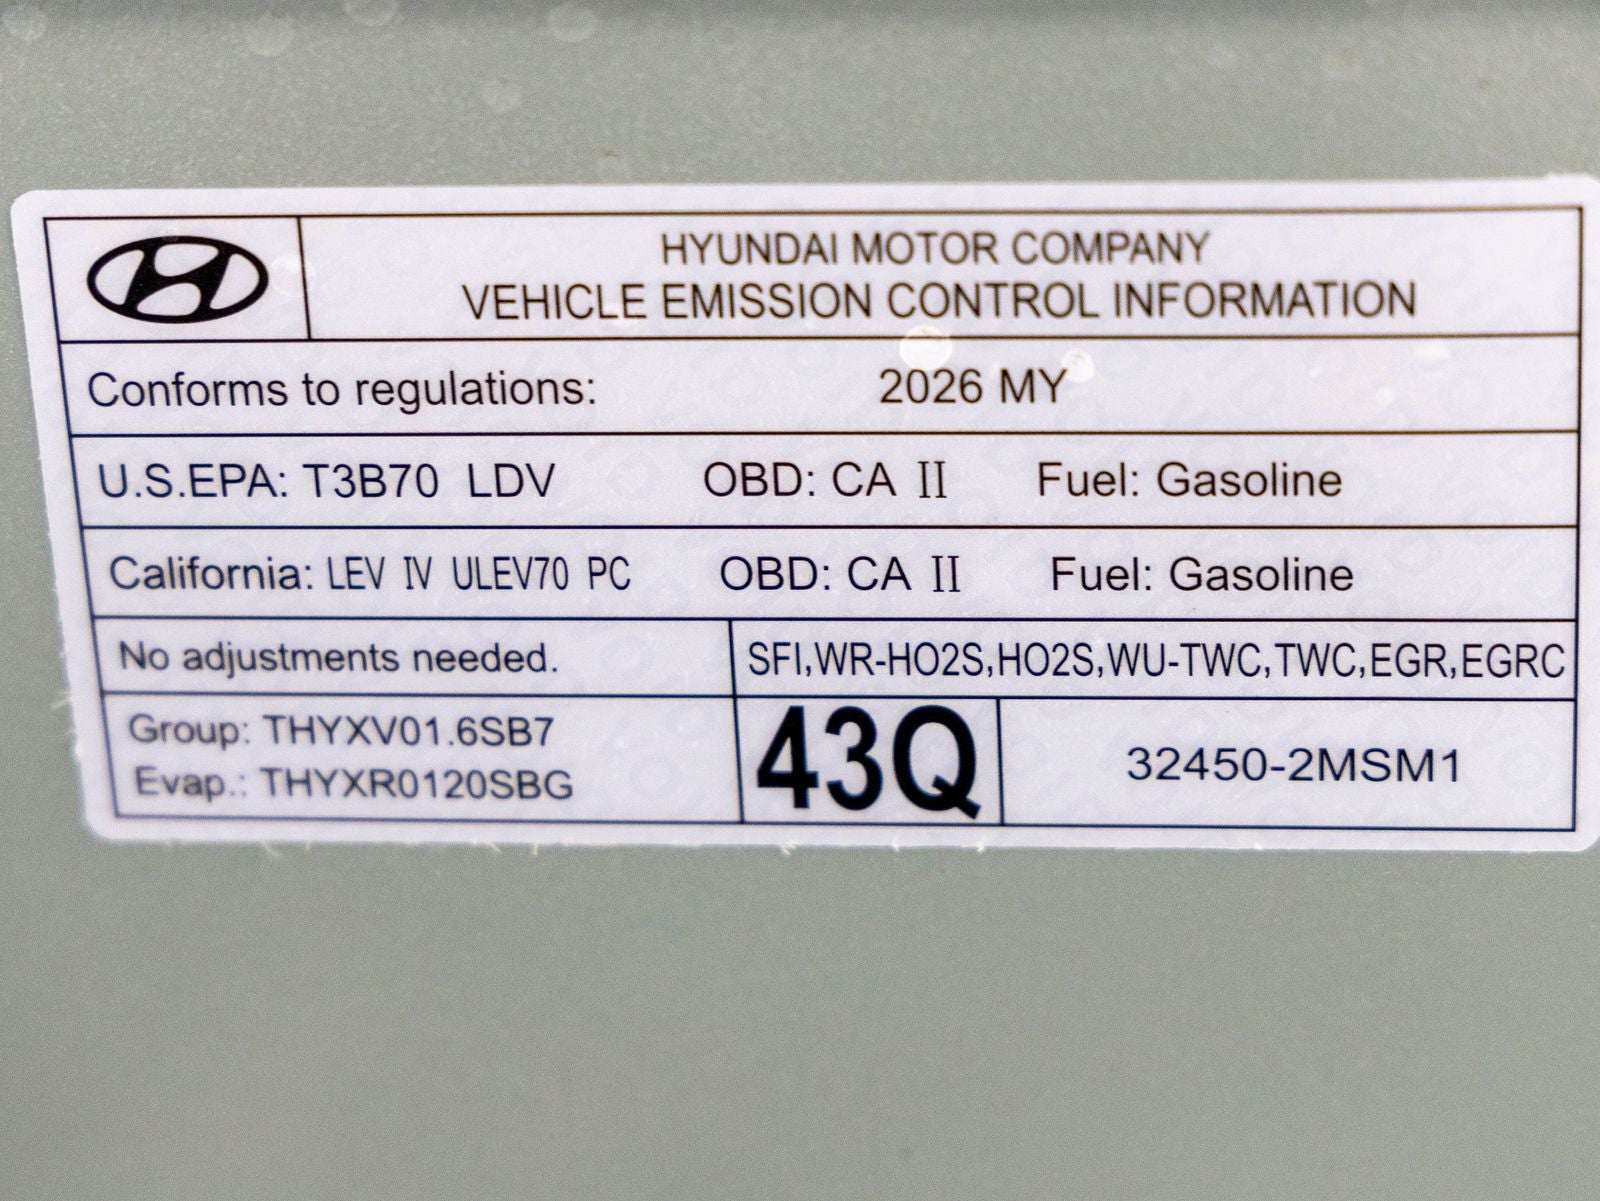 HYUNDAI MOTOR COMPANY
VEHICLE EMISSION CONTROL INFORMATION
Conforms to regulations: 2026 MY
U.S.EPA: T3B70 LDV OBD: CA II Fuel: Gasoline
California: LEV IV ULEV70 PC OBD: CA II Fuel: Gasoline
No adjustments needed. SFI,WR-HO2S,HO2S,WU-TWC,TWC,EGR,EGRC
Group: THYXV01.6SB7
Evap.: THYXR0120SBG
43Q
32450-2MSM1